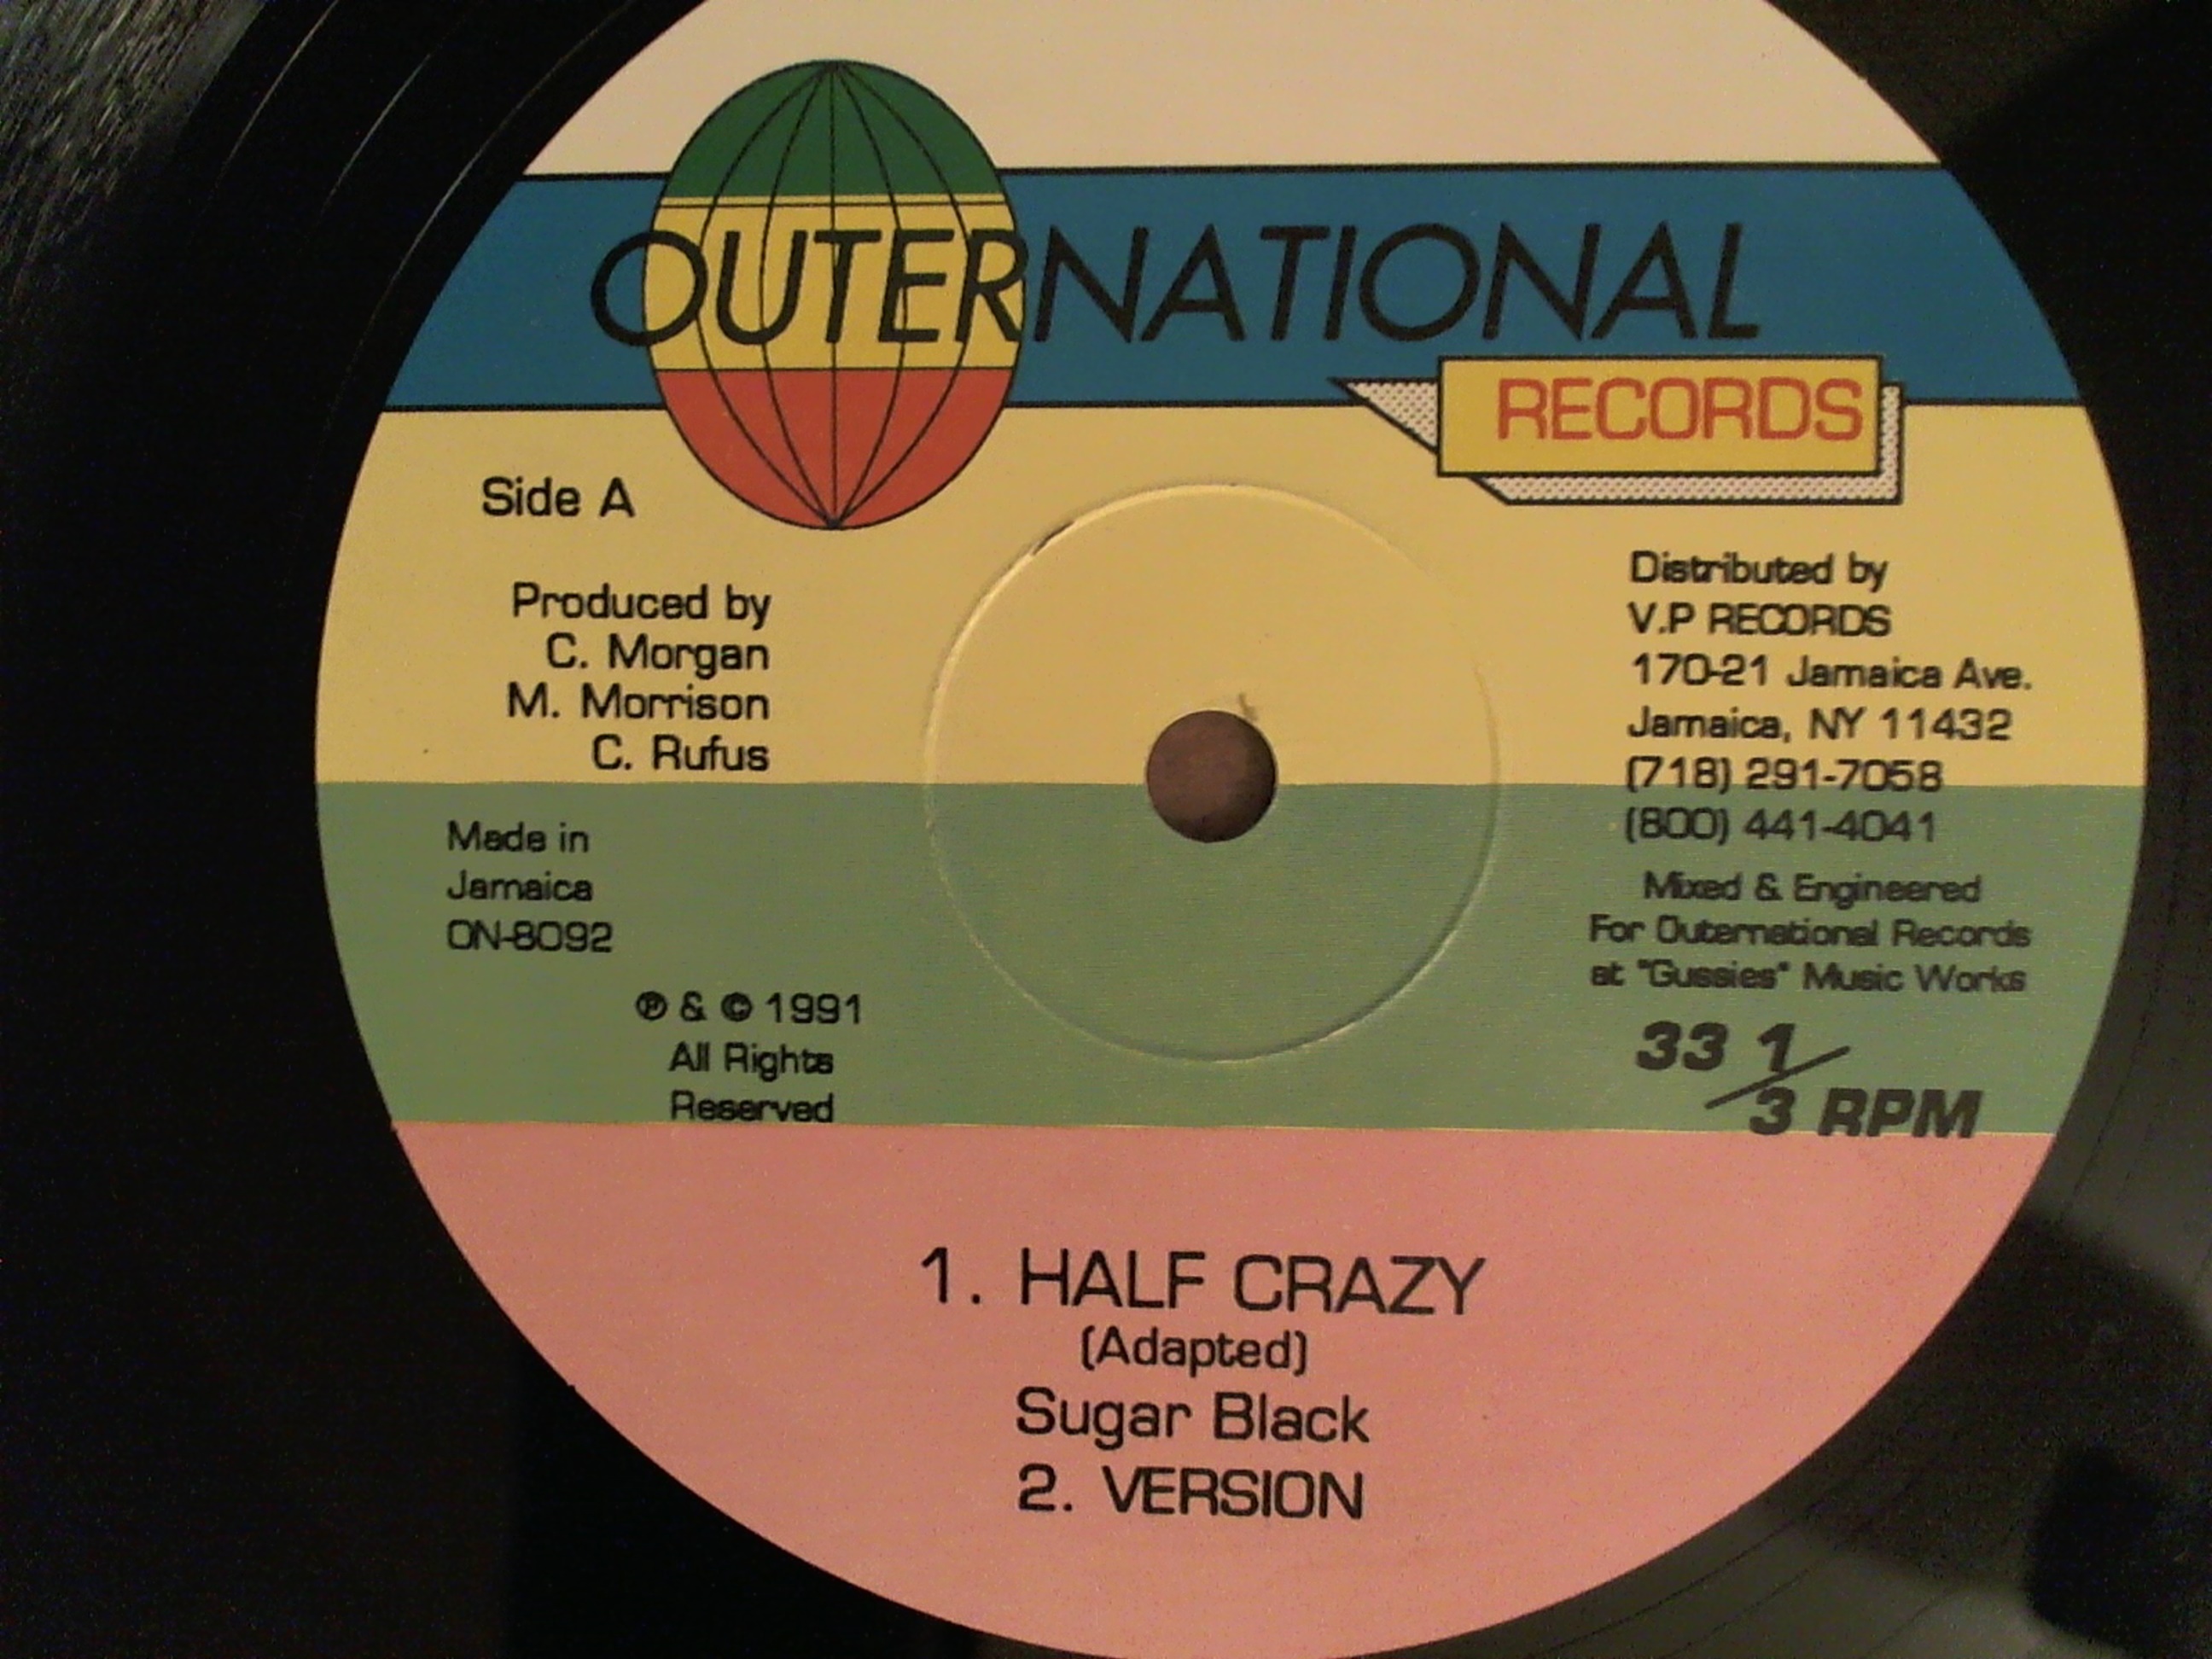 OUTERNATIONAL
RECORDS
Side A
Produced by
C. Morgan
M. Morrison
C. Rufus
Made in
Jamaica
ON-8092
℗ & © 1991
All Rights
Reserved
Distributed by
V.P RECORDS
170-21 Jamaica Ave.
Jamaica, NY 11432
(718) 291-7058
(800) 441-4041
Mixed & Engineered
For Outernational Records
at "Gussies" Music Works
33 1/3 RPM
1. HALF CRAZY
(Adapted)
Sugar Black
2. VERSION